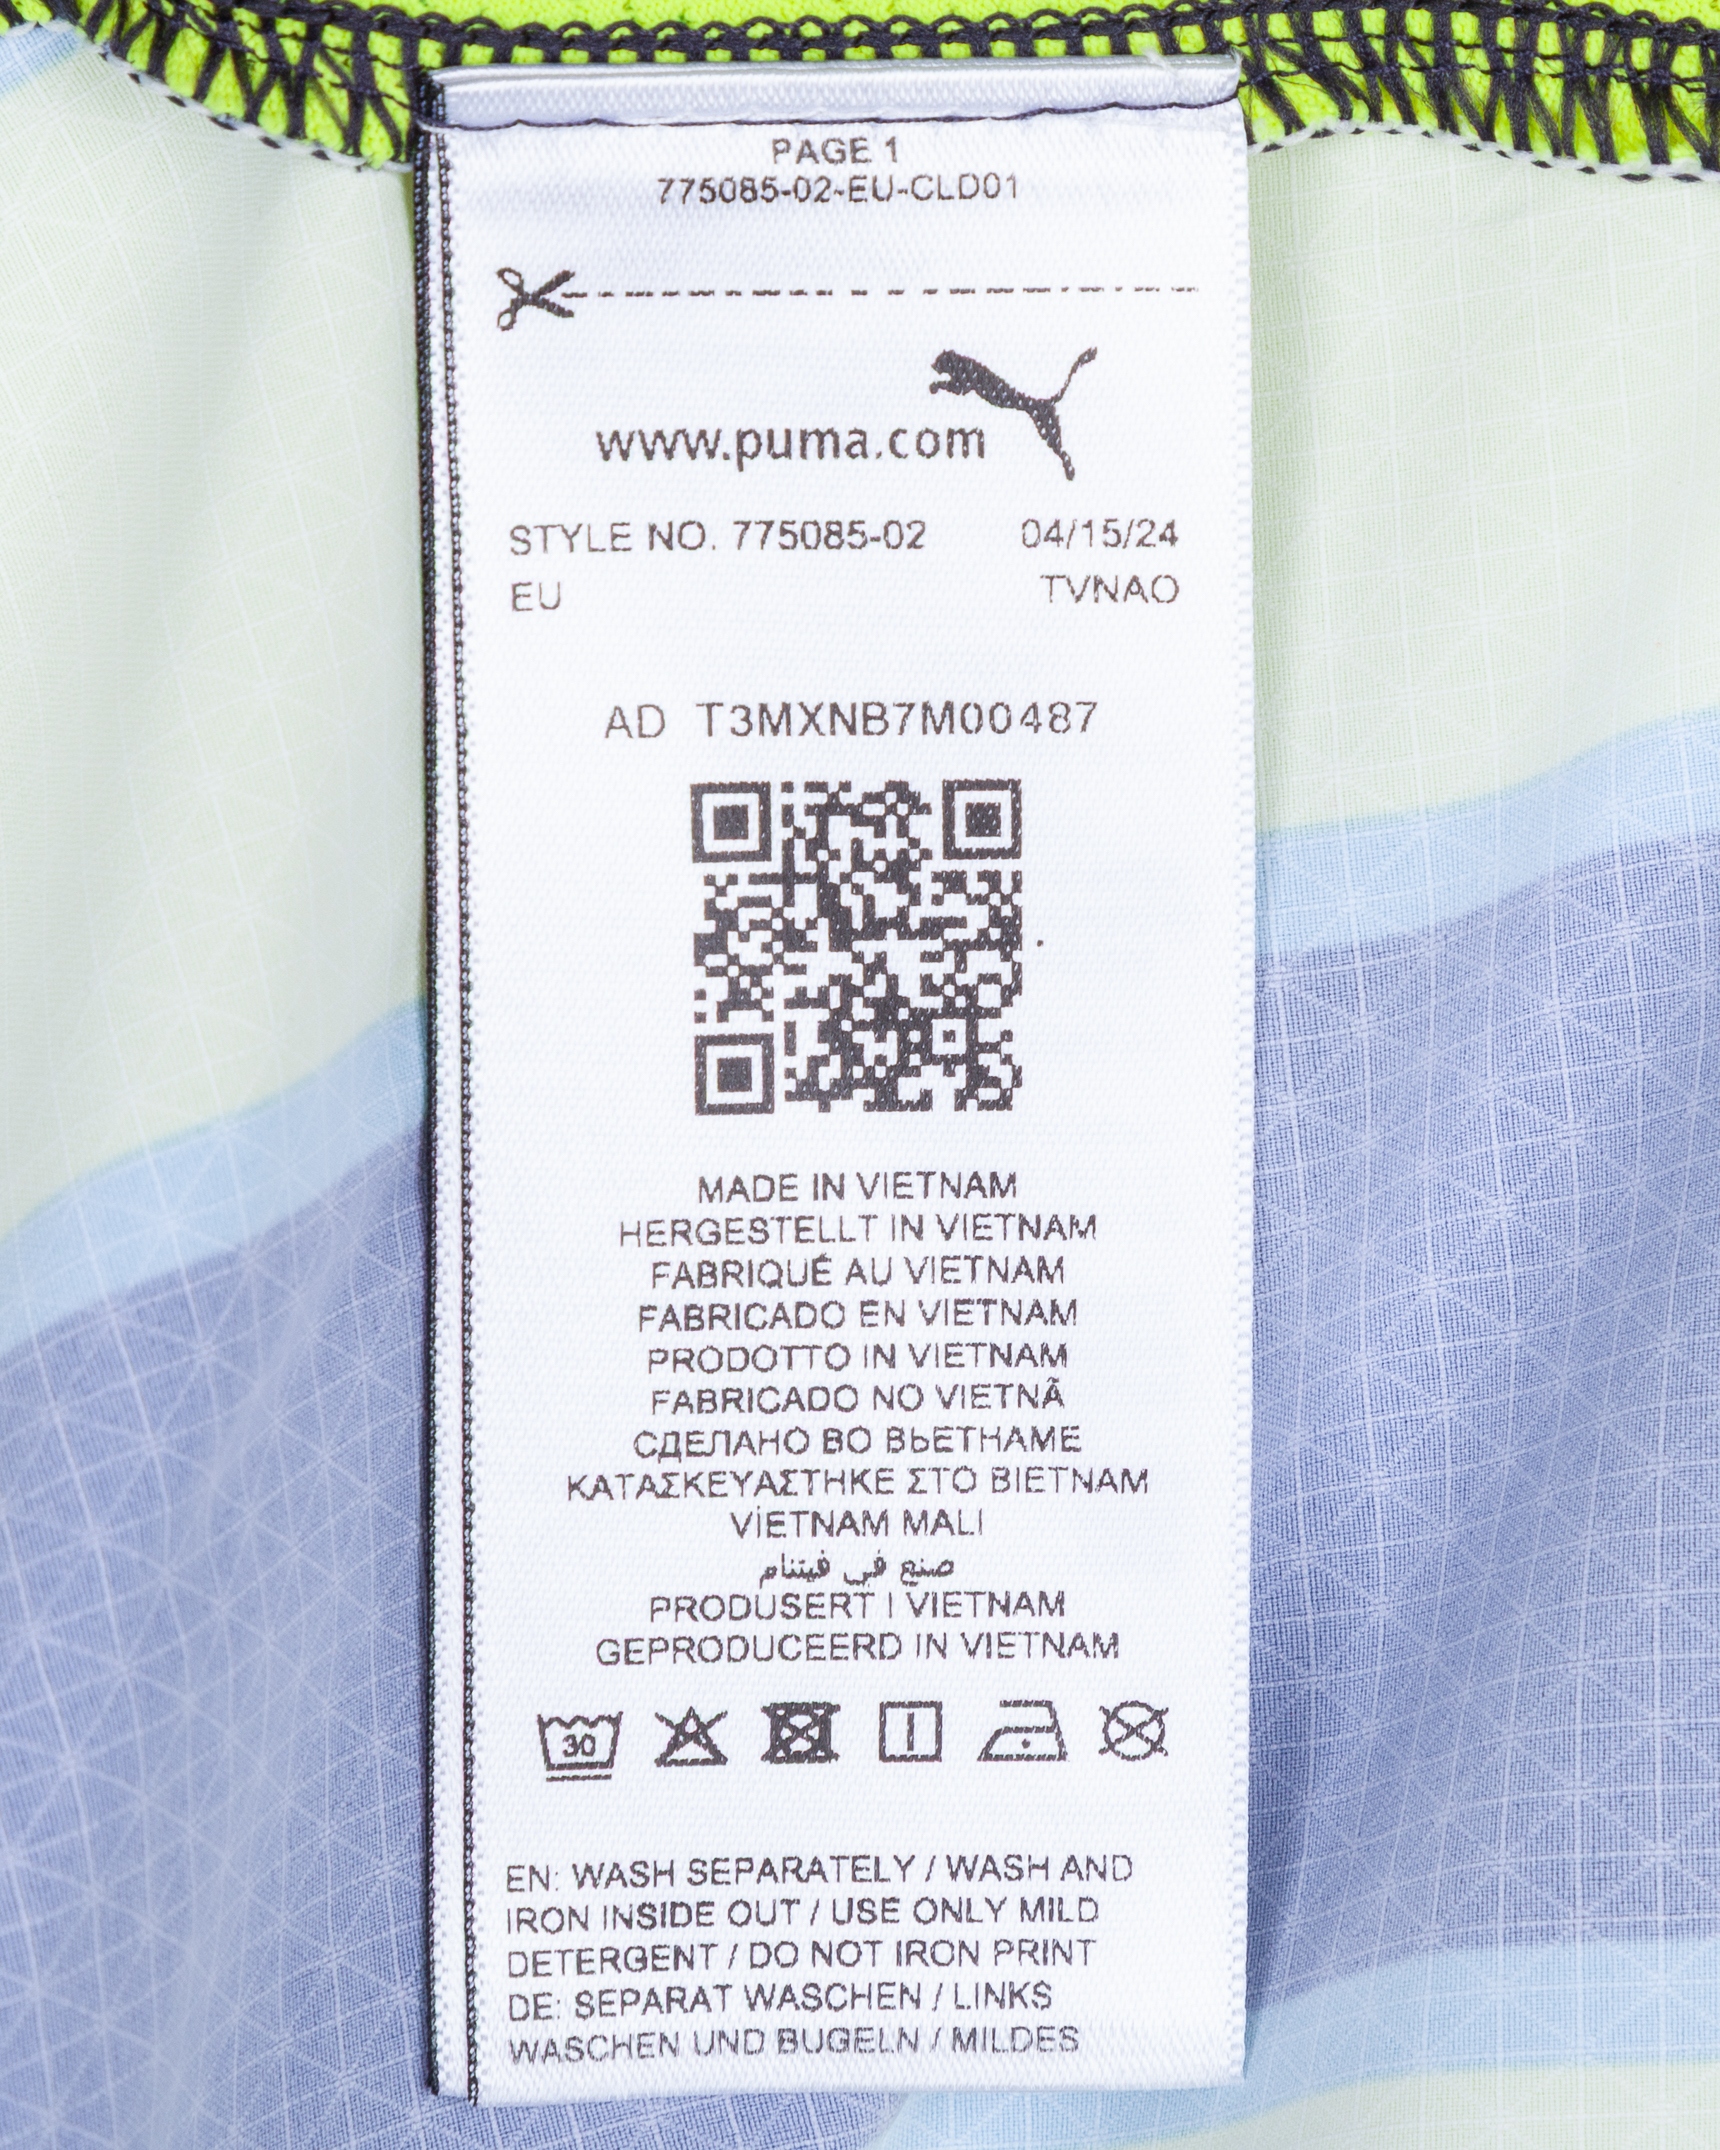 PAGE 1
775085-02-EU-CLD01
www.puma.com
STYLE NO. 775085-02 04/15/24
EU TVNAO
AD T3MXNB7M00487
MADE IN VIETNAM
HERGESTELLT IN VIETNAM
FABRIQUÉ AU VIETNAM
FABRICADO EN VIETNAM
PRODOTTO IN VIETNAM
FABRICADO NO VIETNÃ
СДЕЛАНО ВО ВЬЕТНАМЕ
ΚΑΤΑΣΚΕΥΑΣΤΗΚΕ ΣΤΟ ΒΙΕΤΝΑΜ
VİETNAM MALI
صنع في فيتنام
PRODUSERT I VIETNAM
GEPRODUCEERD IN VIETNAM
30
EN: WASH SEPARATELY / WASH AND
IRON INSIDE OUT / USE ONLY MILD
DETERGENT / DO NOT IRON PRINT
DE: SEPARAT WASCHEN / LINKS
WASCHEN UND BUGELN / MILDES